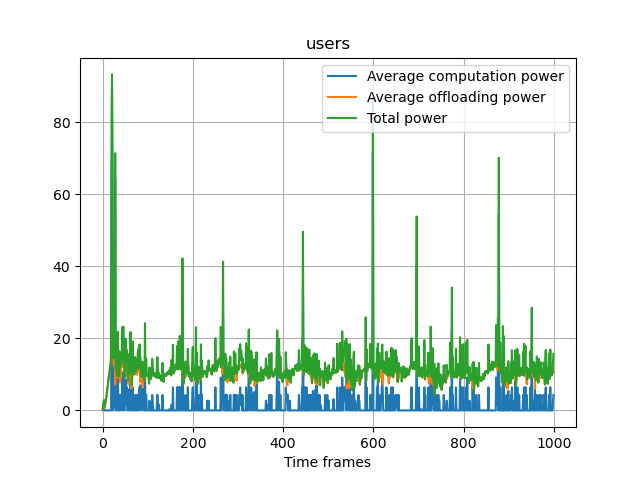 users
Average computation power
Average offloading power
Total power
80
60
40
20
0
0 200 400 600 800 1000
Time frames